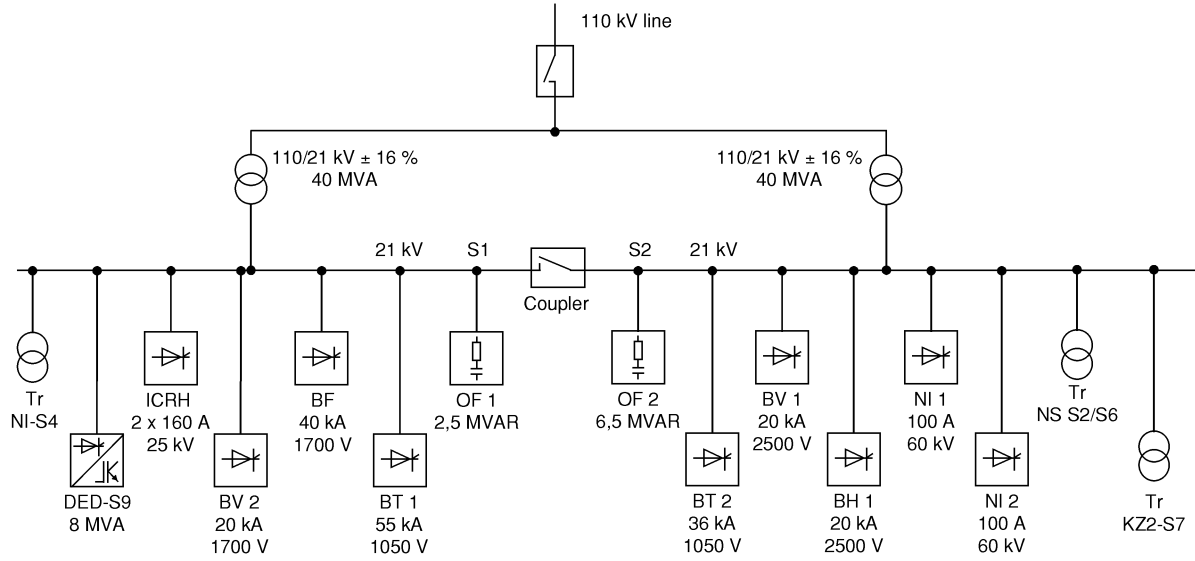 110 kV line
110/21 kV ± 16 %
40 MVA
110/21 kV ± 16 %
40 MVA
21 kV
S1
S2
21 kV
Coupler
Tr
NI-S4
DED-S9
8 MVA
ICRH
2 x 160 A
25 kV
BV 2
20 kA
1700 V
BF
40 kA
1700 V
BT 1
55 kA
1050 V
OF 1
2,5 MVAR
OF 2
6,5 MVAR
BT 2
36 kA
1050 V
BV 1
20 kA
2500 V
BH 1
20 kA
2500 V
NI 1
100 A
60 kV
NI 2
100 A
60 kV
Tr
NS S2/S6
Tr
KZ2-S7